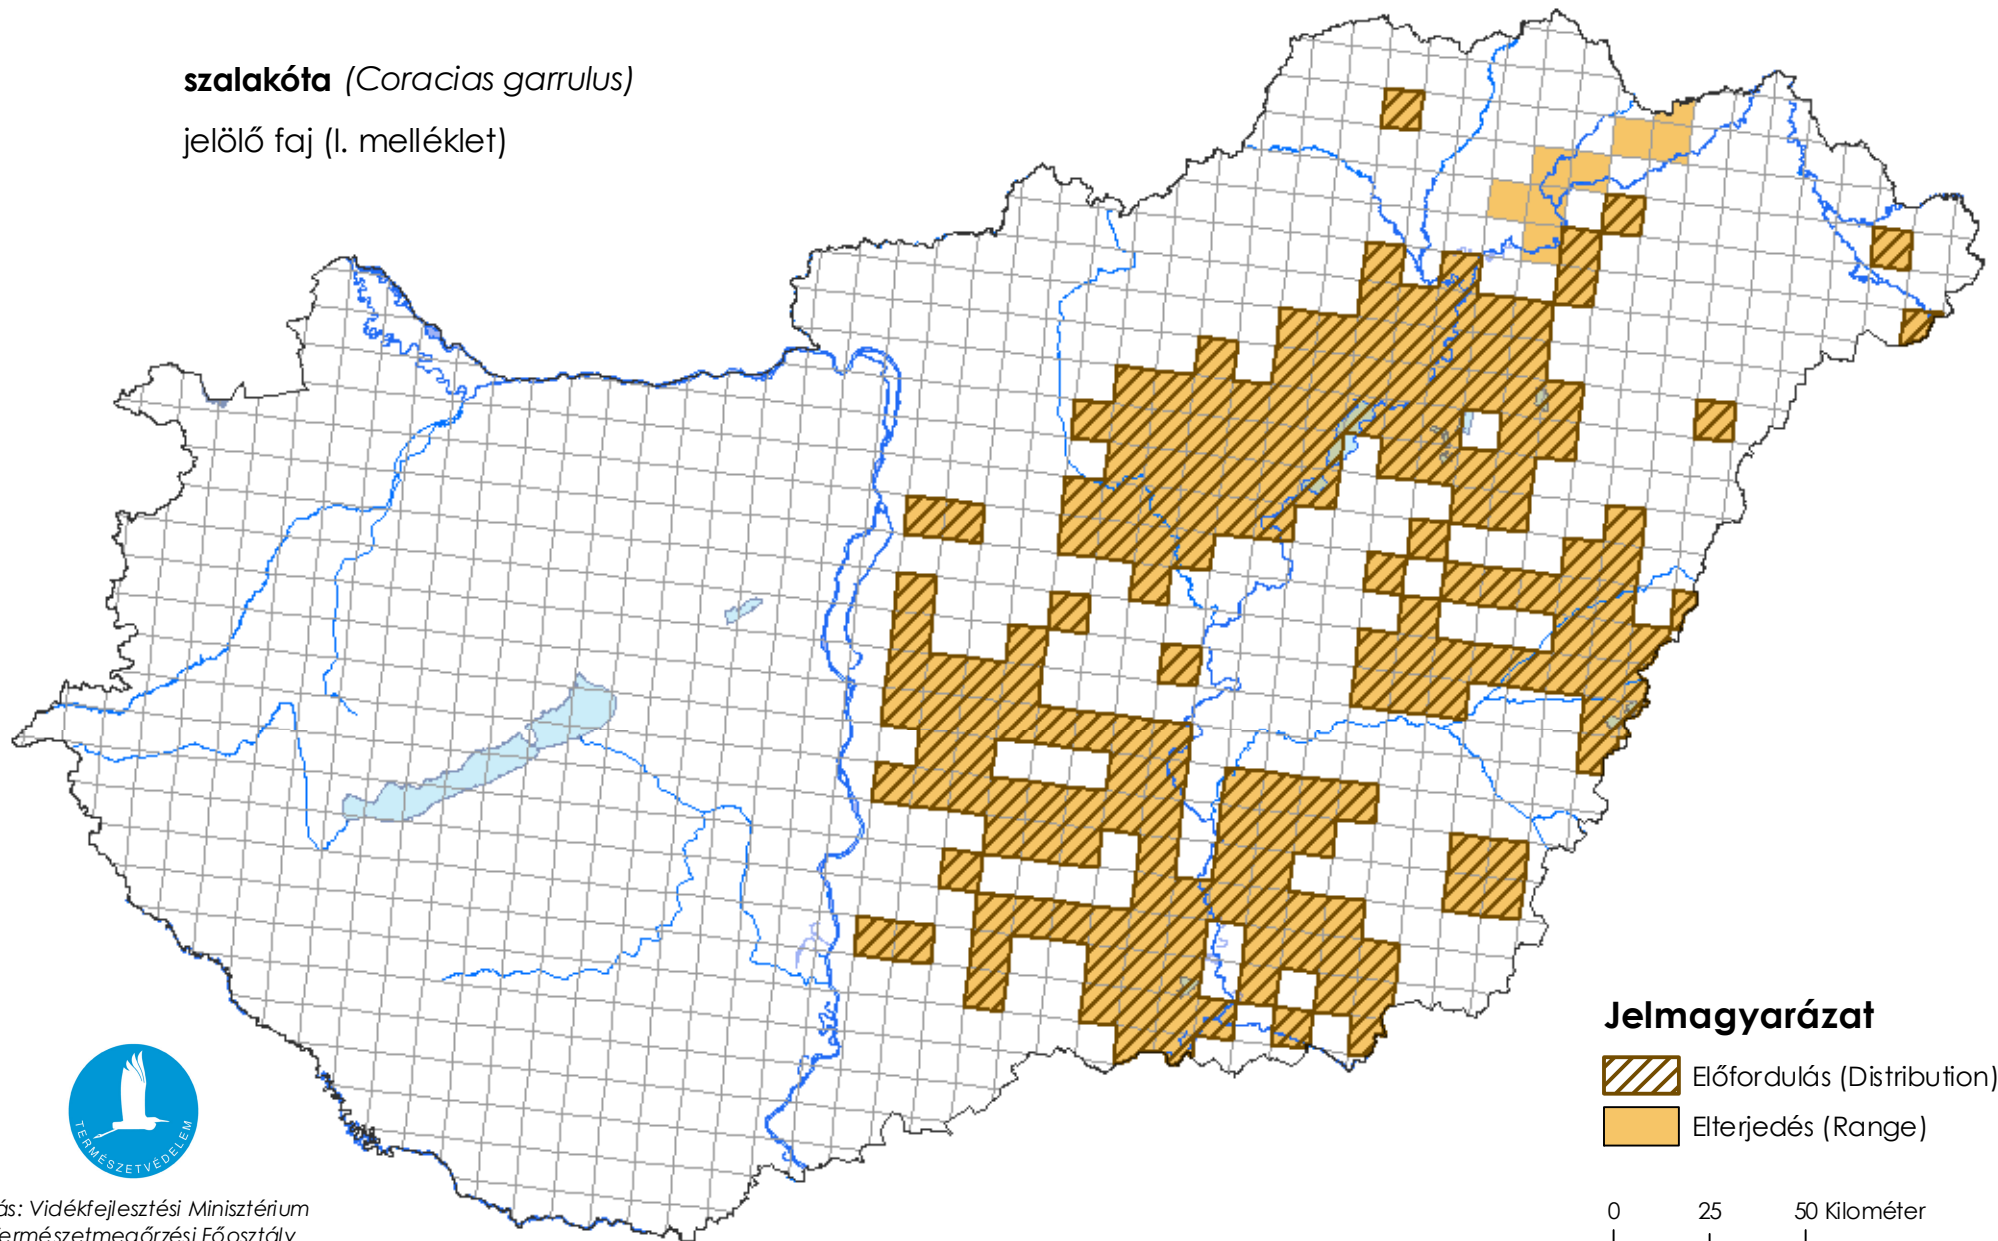 szalakóta (Coracias garrulus)
jelölő faj (I. melléklet)
Jelmagyarázat
Előfordulás (Distribution)
Elterjedés (Range)
0 25 50 Kilométer
TERMÉSZETVÉDELEM
Vidékfejlesztési Minisztérium
Főosztály